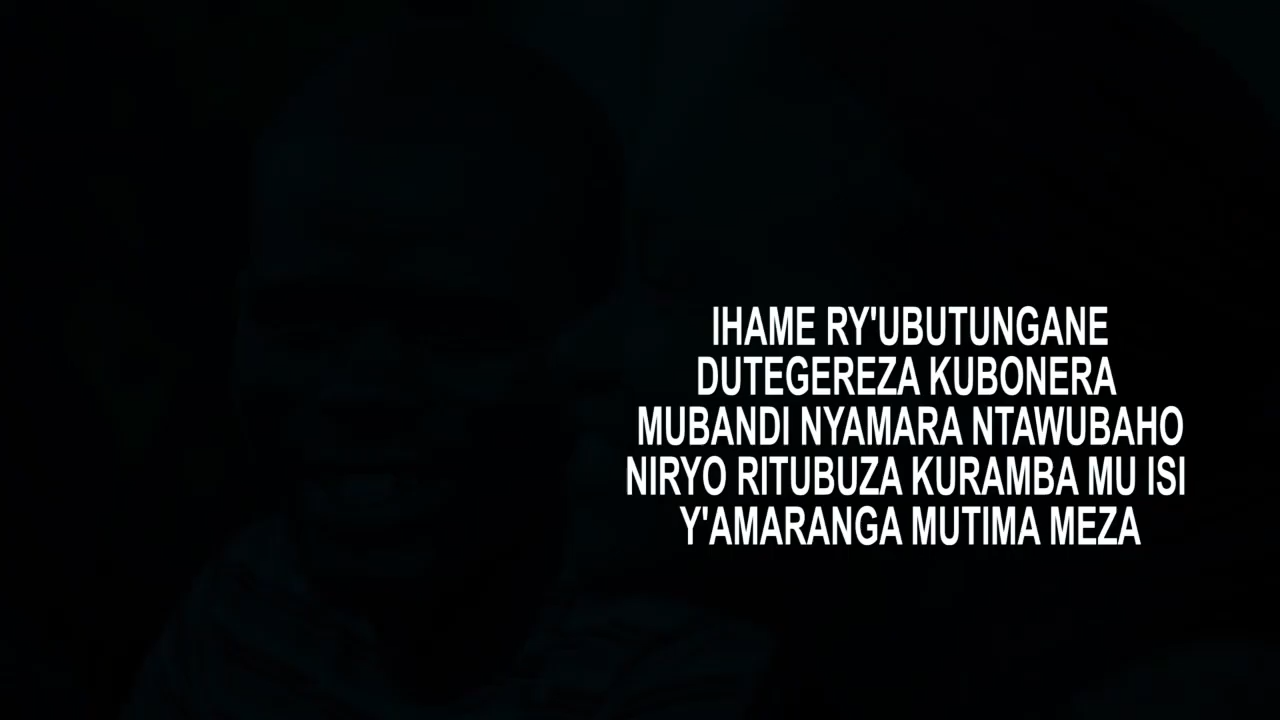 IHAME RY'UBUTUNGANE
DUTEGEREZA KUBONERA
MUBANDI NYAMARA NTAWUBAHO
NIRYO RITUBUZA KURAMBA MU ISI
Y'AMARANGA MUTIMA MEZA